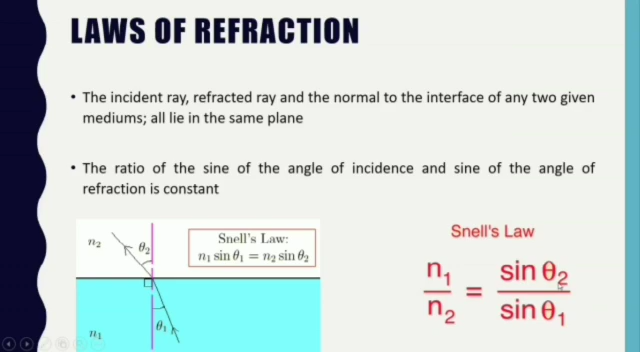 LAWS OF REFRACTION
• The incident ray, refracted ray and the normal to the interface of any two given
mediums; all lie in the same plane
• The ratio of the sine of the angle of incidence and sine of the angle of
refraction is constant
n₂
θ₂
Snell's Law:
n₁ sin θ₁ = n₂ sin θ₂
θ₁
n₁
Snell's Law
n₁/n₂ = sin θ₂/sin θ₁